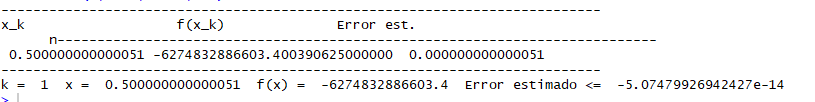 --------------------------------------------------------------------------
x_k f(x_k) Error est.
n--------------------------------------------------------------------------
0.500000000000051 -6274832886603.400390625000000 0.000000000000051
--------------------------------------------------------------------------
k = 1 x = 0.500000000000051 f(x) = -6274832886603.4 Error estimado <= -5.07479926942427e-14
>